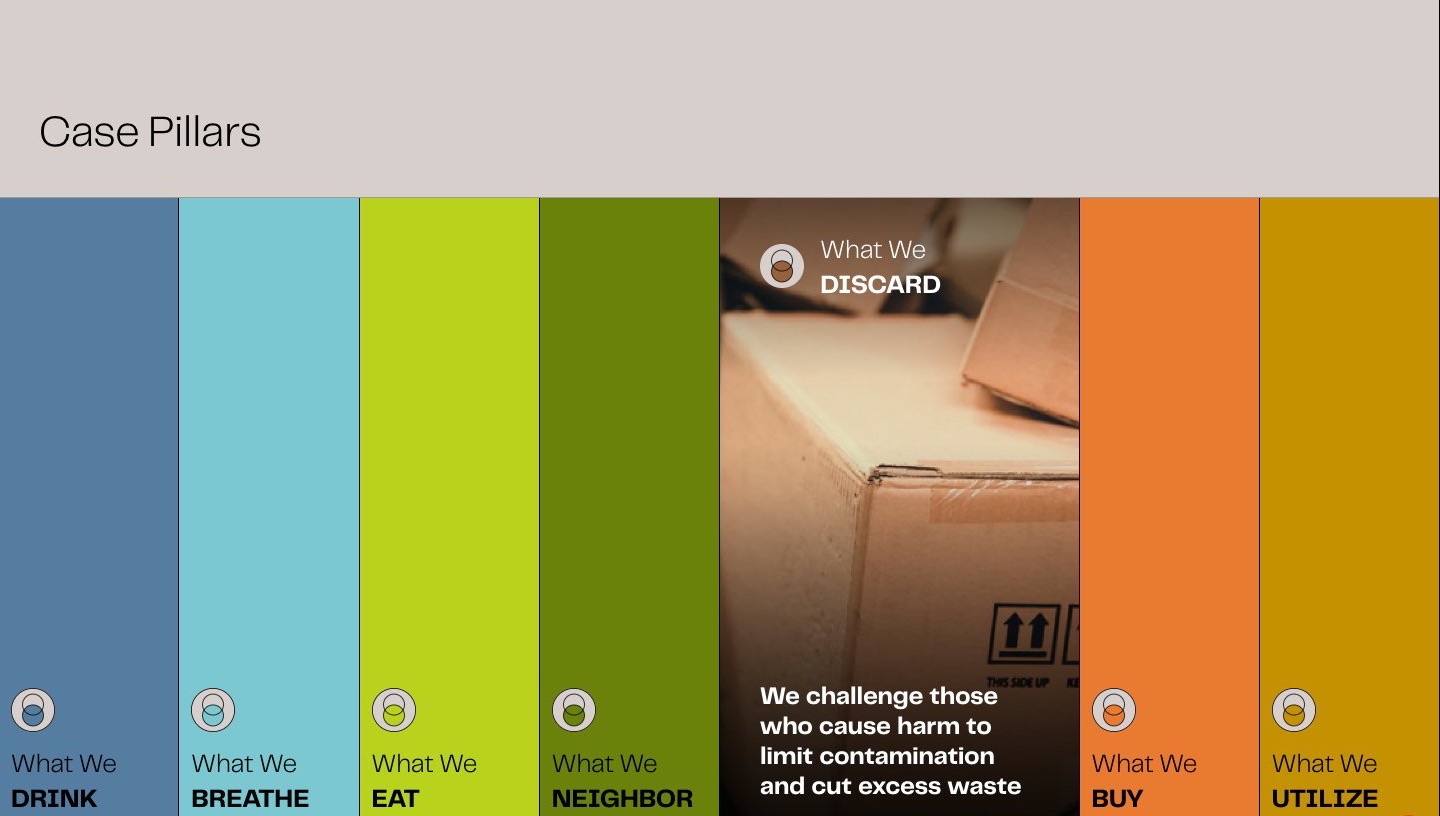 Case Pillars
What We
DRINK
What We
BREATHE
What We
EAT
What We
NEIGHBOR
What We
DISCARD
THIS SIDE UP
We challenge those
who cause harm to
limit contamination
and cut excess waste
What We
BUY
What We
UTILIZE